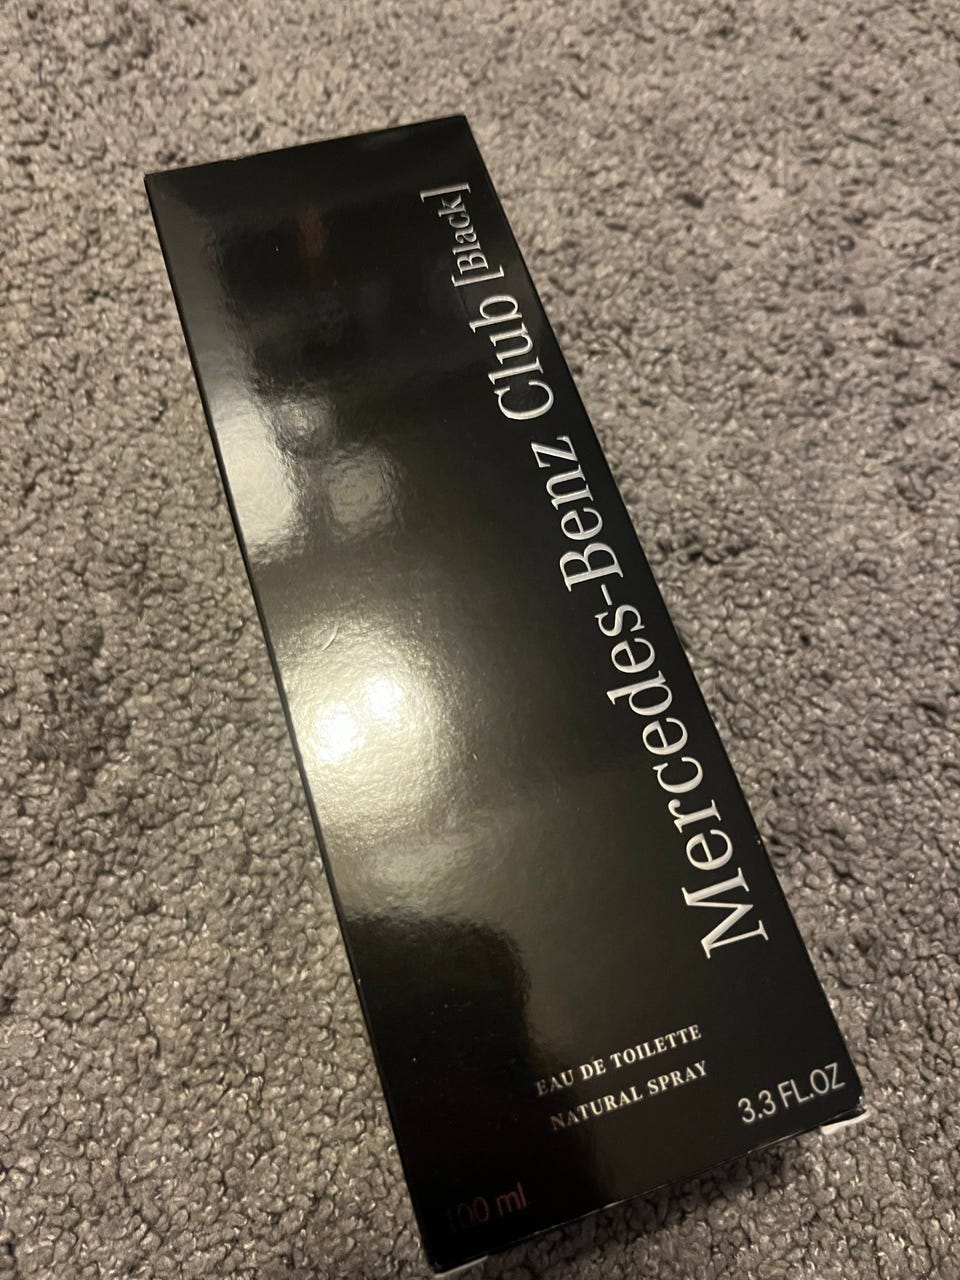 Mercedes-Benz Club [Black]
EAU DE TOILETTE
NATURAL SPRAY
100 ml
3.3 FL.OZ